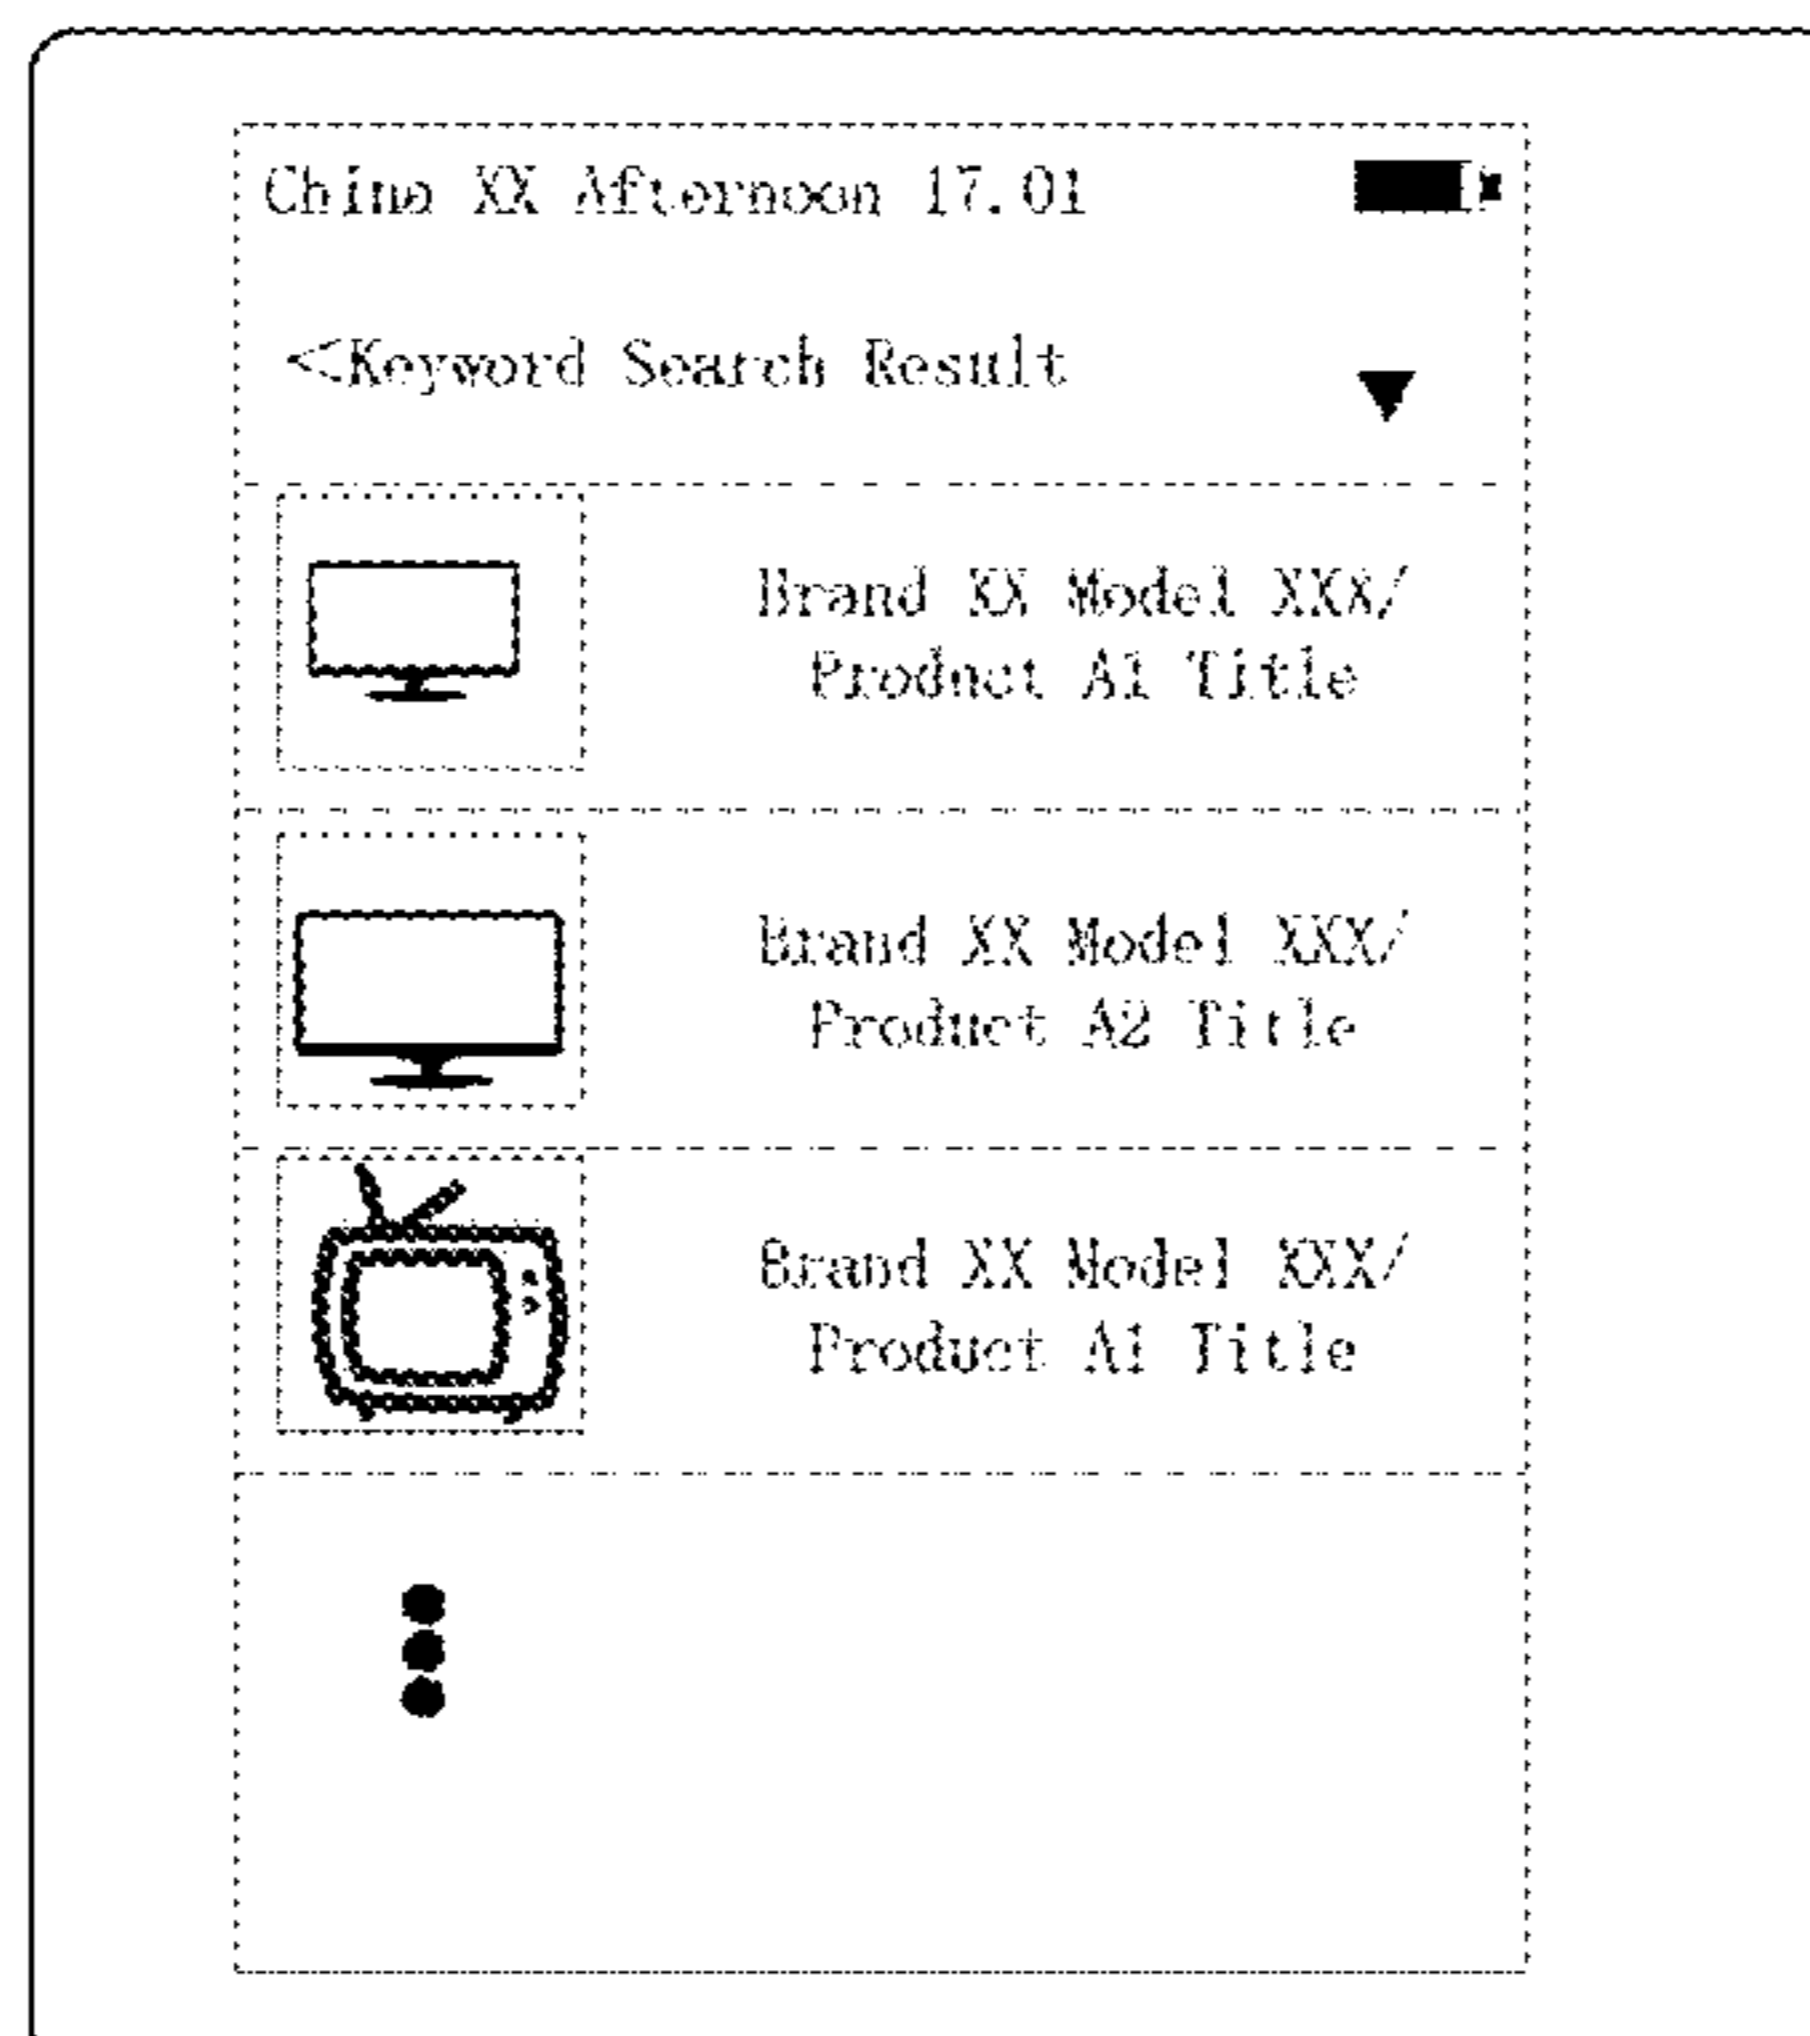 China XX Afternoon 17.01
<Keyword Search Result
Brand XX Model XXX/
Product A1 Title
Brand XX Model XXX/
Product A2 Title
Brand XX Model XXX/
Product A1 Title